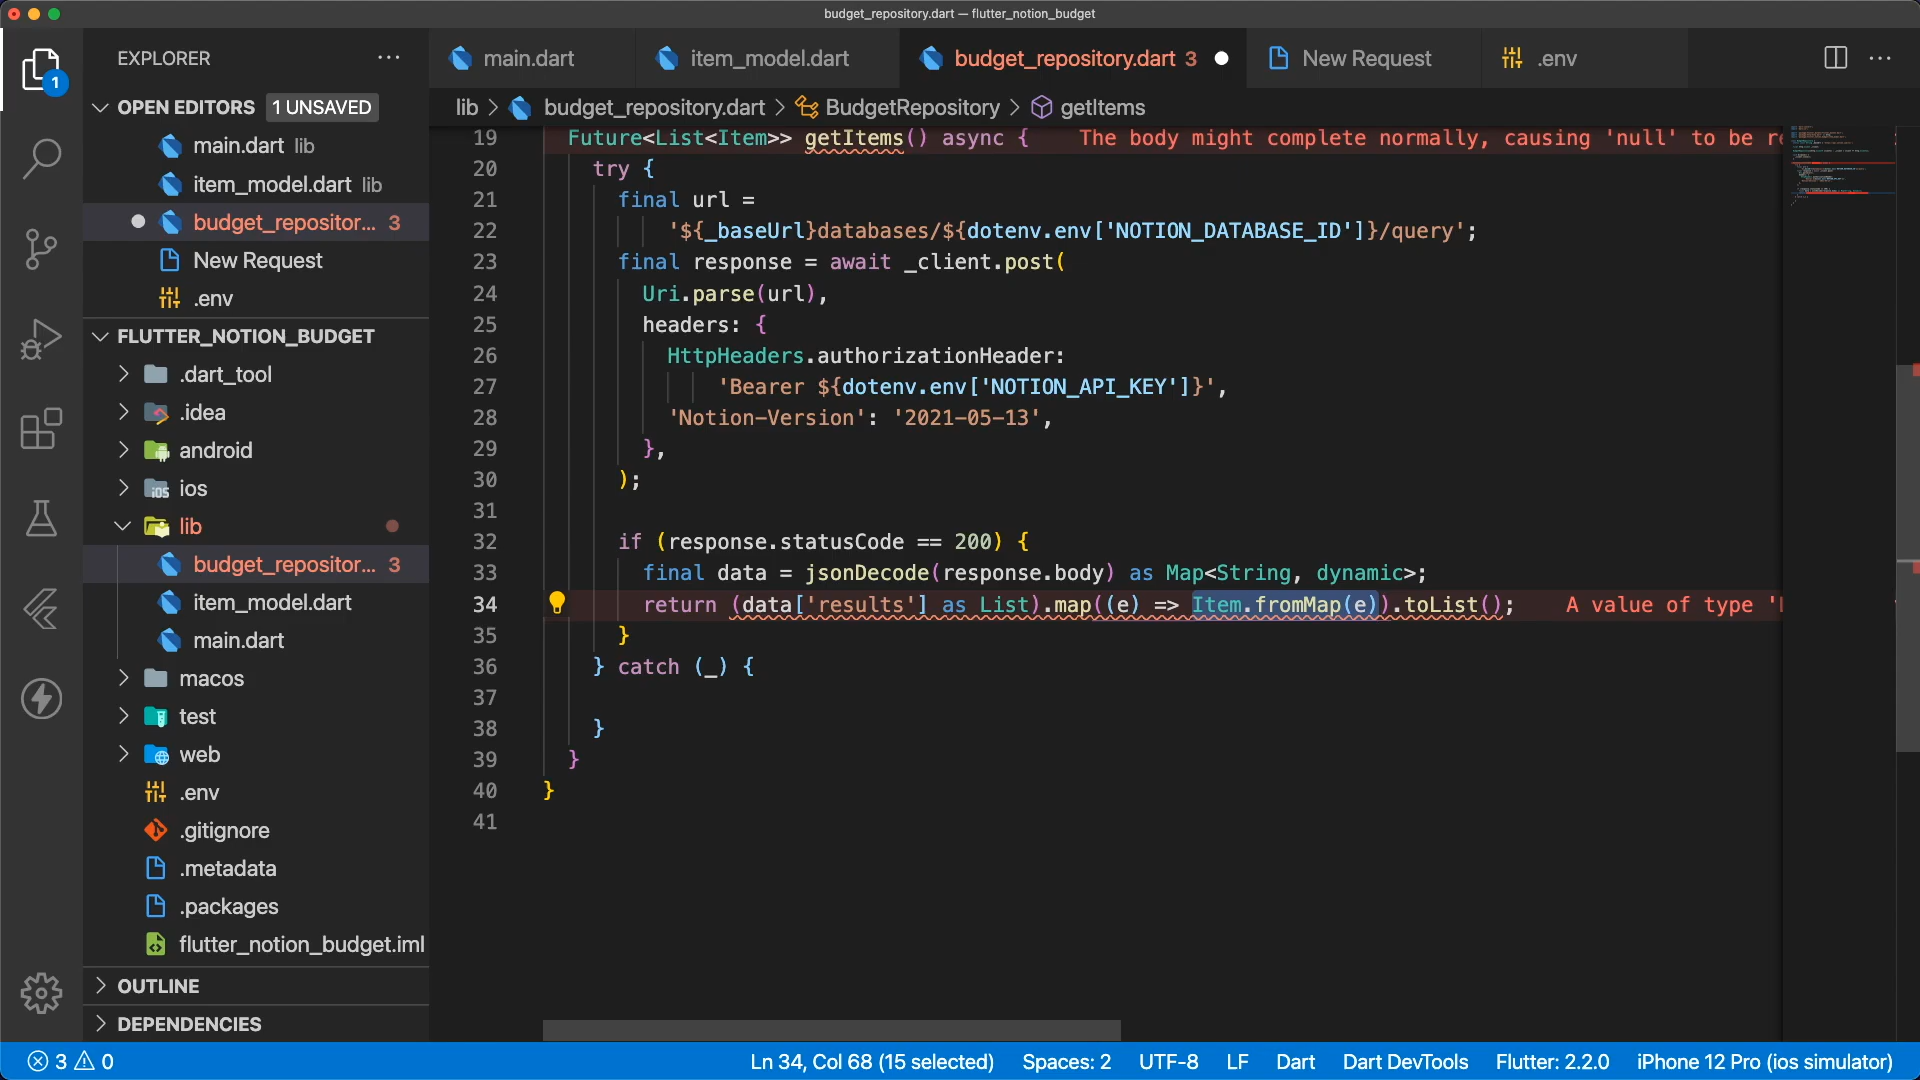 budget_repository.dart — flutter_notion_budget
EXPLORER
main.dart
item_model.dart
budget_repository.dart 3
New Request
.env
1
OPEN EDITORS 1 UNSAVED
main.dart lib
item_model.dart lib
budget_repositor... 3
New Request
.env
FLUTTER_NOTION_BUDGET
.dart_tool
.idea
android
ios
lib
budget_repositor... 3
item_model.dart
main.dart
macos
test
web
.env
.gitignore
.metadata
.packages
flutter_notion_budget.iml
OUTLINE
DEPENDENCIES
lib > budget_repository.dart > BudgetRepository > getItems
19 Future<List<Item>> getItems() async { The body might complete normally, causing 'null' to be re
20 try {
21 final url =
22 '${_baseUrl}databases/${dotenv.env['NOTION_DATABASE_ID']}/query';
23 final response = await _client.post(
24 Uri.parse(url),
25 headers: {
26 HttpHeaders.authorizationHeader:
27 'Bearer ${dotenv.env['NOTION_API_KEY']}',
28 'Notion-Version': '2021-05-13',
29 },
30 );
31
32 if (response.statusCode == 200) {
33 final data = jsonDecode(response.body) as Map<String, dynamic>;
34 return (data['results'] as List).map((e) => Item.fromMap(e)).toList(); A value of type '
35 }
36 } catch (_) {
37
38 }
39 }
40 }
41
3 0
Ln 34, Col 68 (15 selected) Spaces: 2 UTF-8 LF Dart Dart DevTools Flutter: 2.2.0 iPhone 12 Pro (ios simulator)